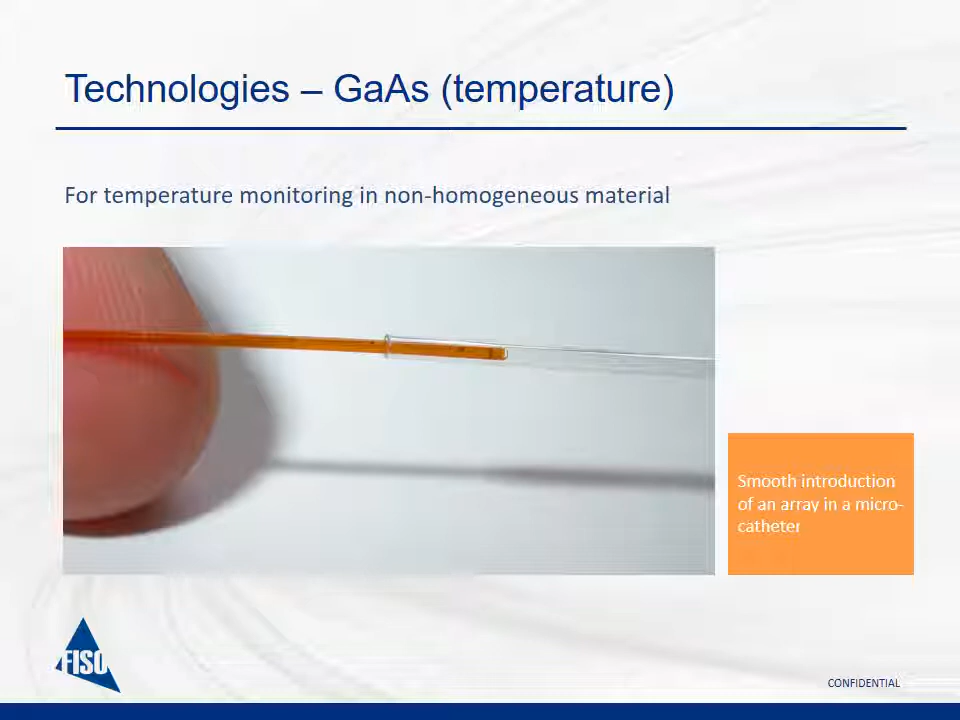 Technologies – GaAs (temperature)
For temperature monitoring in non-homogeneous material
Smooth introduction
of an array in a micro-
catheter
FISO
CONFIDENTIAL